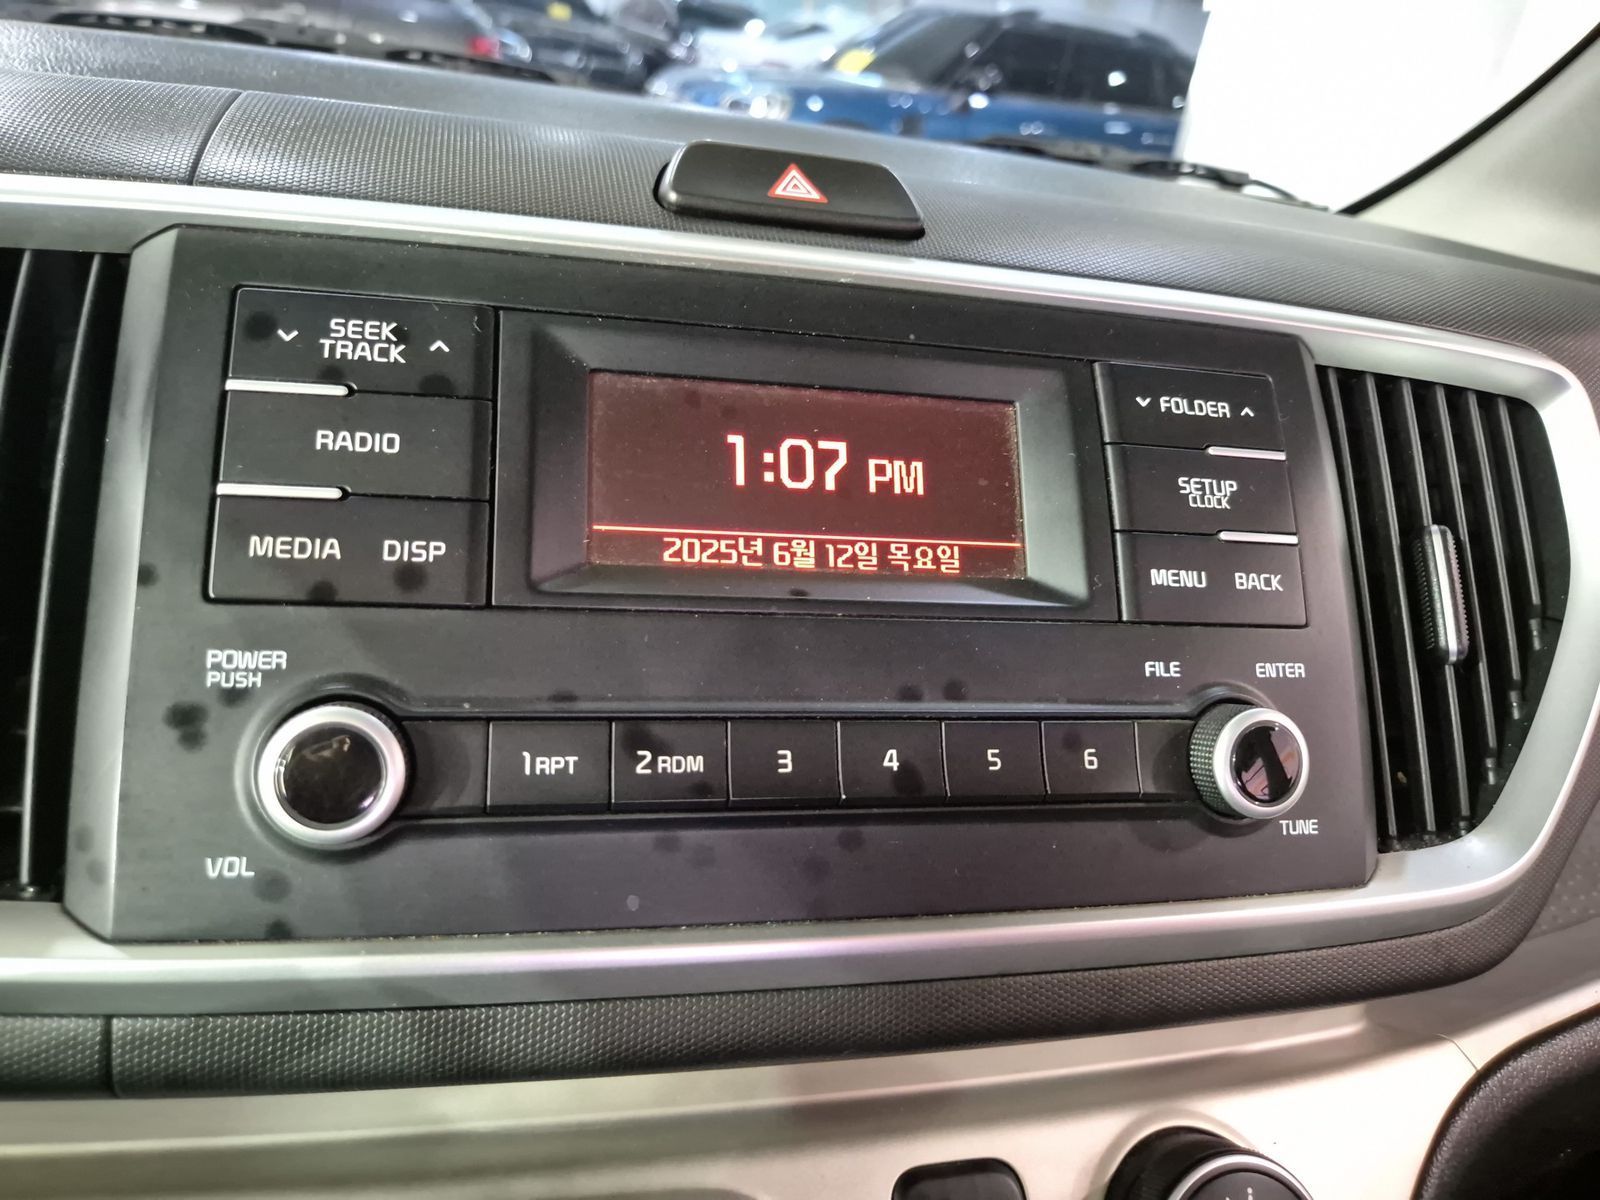 SEEK
TRACK
RADIO
MEDIA DISP
1:07 PM
2025년 6월 12일 목요일
FOLDER
SETUP
CLOCK
MENU BACK
POWER
PUSH
VOL
1 RPT 2 RDM 3 4 5 6
FILE ENTER
TUNE